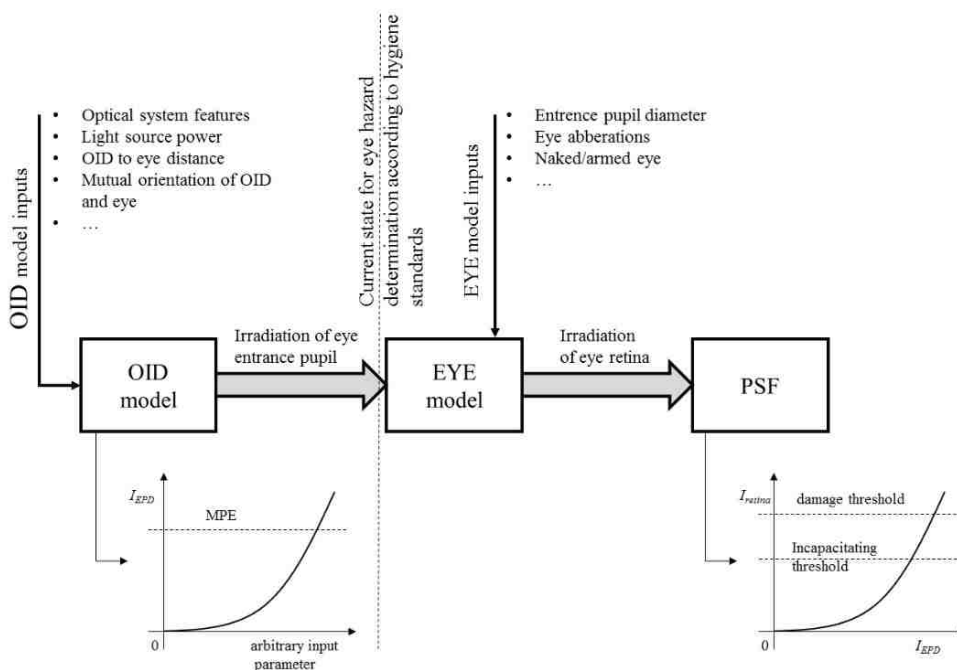 OID model inputs
• Optical system features
• Light source power
• OID to eye distance
• Mutual orientation of OID
and eye
• …
Current state for eye hazard
determination according to hygiene
standards
EYE model inputs
• Entrence pupil diameter
• Eye abberations
• Naked/armed eye
• …
OID
model
Irradiation of eye
entrance pupil
EYE
model
Irradiation
of eye retina
PSF
I_EPD
MPE
0
arbitrary input
parameter
I_retina
damage threshold
Incapacitating
threshold
0
I_EPD